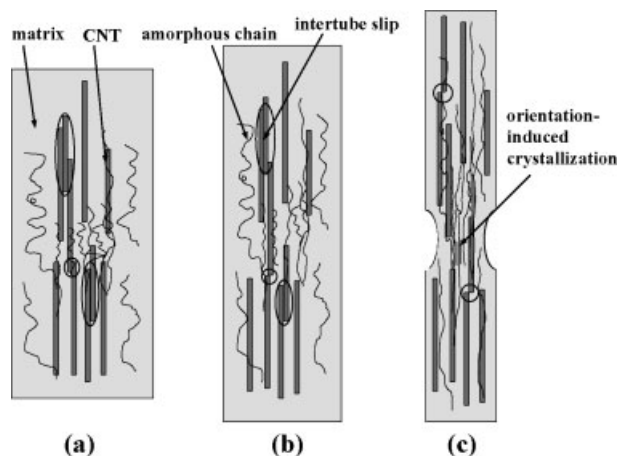 matrix
CNT
amorphous chain
intertube slip
orientation-
induced
crystallization
(a)
(b)
(c)